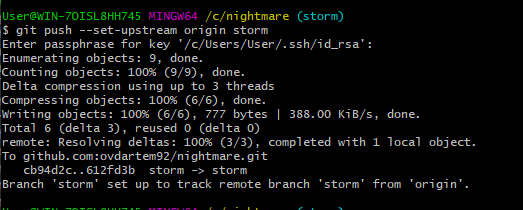 User@WIN-7OISL8HH745 MINGW64 /c/nightmare (storm)
$ git push --set-upstream origin storm
Enter passphrase for key '/c/Users/User/.ssh/id_rsa':
Enumerating objects: 9, done.
Counting objects: 100% (9/9), done.
Delta compression using up to 3 threads
Compressing objects: 100% (6/6), done.
Writing objects: 100% (6/6), 777 bytes | 388.00 KiB/s, done.
Total 6 (delta 3), reused 0 (delta 0)
remote: Resolving deltas: 100% (3/3), completed with 1 local object.
To github.com:ovdartem92/nightmare.git
   cb94d2c..612fd3b  storm -> storm
Branch 'storm' set up to track remote branch 'storm' from 'origin'.